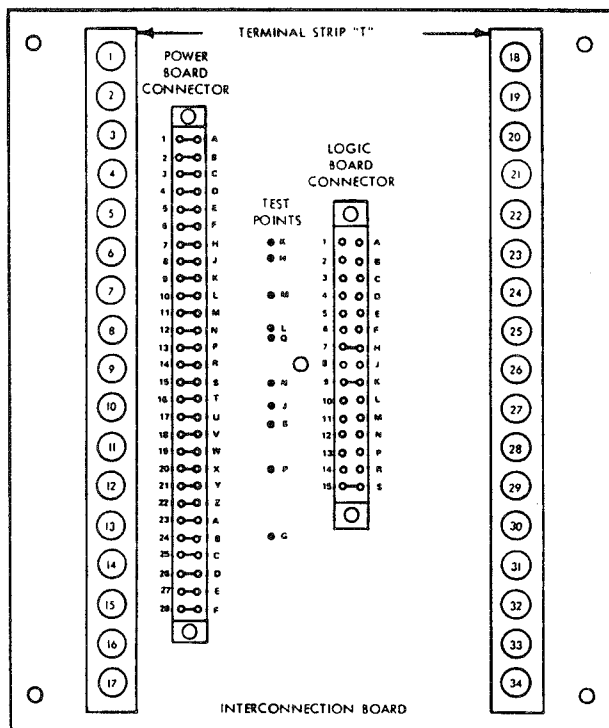 TERMINAL STRIP "T"
POWER
BOARD
CONNECTOR
LOGIC
BOARD
CONNECTOR
TEST
POINTS
1
2
3
4
5
6
7
8
9
10
11
12
13
14
15
16
17
1 A
2 B
3 C
4 D
5 E
6 F
7 H
8 J
9 K
10 L
11 M
12 N
13 P
14 R
15 S
16 T
17 U
18 V
19 W
20 X
21 Y
22 Z
23 A
24 B
25 C
26 D
27 E
28 F
K
H
M
L
Q
N
J
P
G
1 A
2 B
3 C
4 D
5 E
6 F
7 H
8 J
9 K
10 L
11 M
12 N
13 P
14 R
15 S
18
19
20
21
22
23
24
25
26
27
28
29
30
31
32
33
34
INTERCONNECTION BOARD